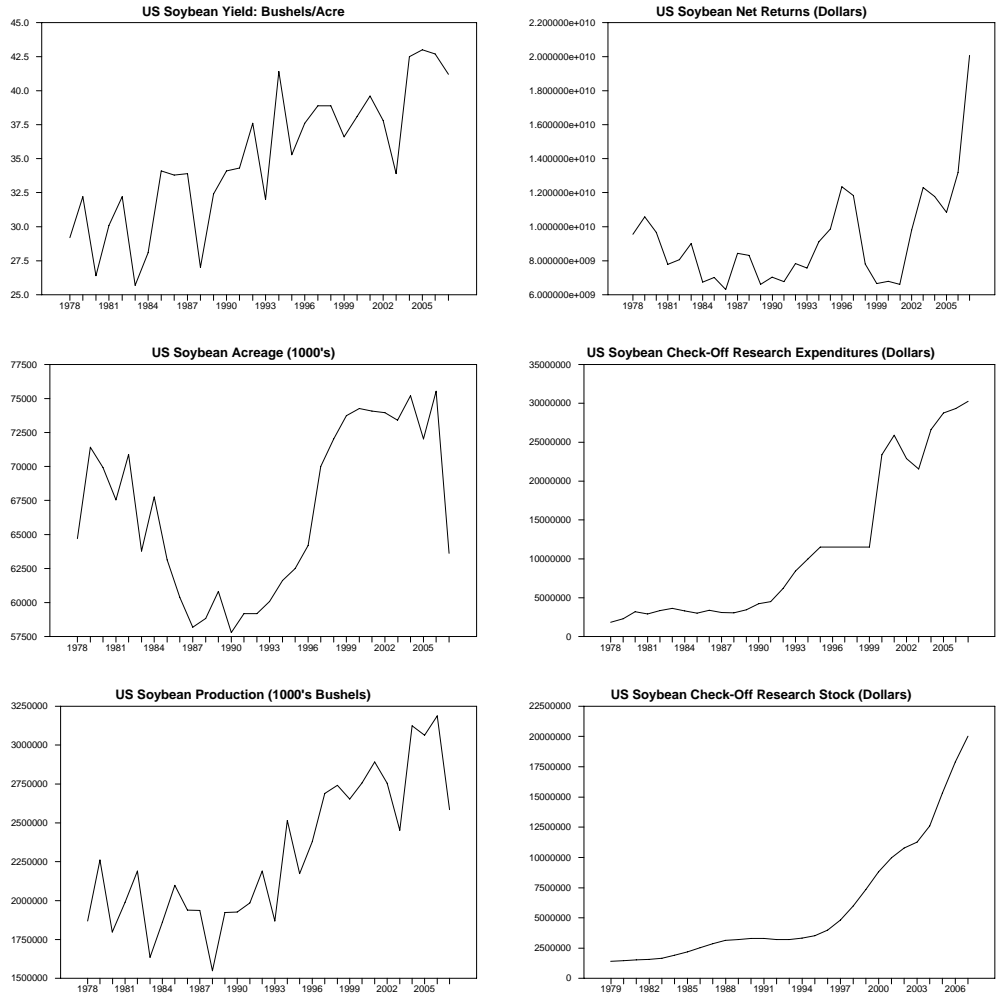 US Soybean Yield: Bushels/Acre
45.0
42.5
40.0
37.5
35.0
32.5
30.0
27.5
25.0
1978 1981 1984 1987 1990 1993 1996 1999 2002 2005
US Soybean Net Returns (Dollars)
2.200000e+010
2.000000e+010
1.800000e+010
1.600000e+010
1.400000e+010
1.200000e+010
1.000000e+010
8.000000e+009
6.000000e+009
1978 1981 1984 1987 1990 1993 1996 1999 2002 2005
US Soybean Acreage (1000's)
77500
75000
72500
70000
67500
65000
62500
60000
57500
1978 1981 1984 1987 1990 1993 1996 1999 2002 2005
US Soybean Check-Off Research Expenditures (Dollars)
35000000
30000000
25000000
20000000
15000000
10000000
5000000
0
1978 1981 1984 1987 1990 1993 1996 1999 2002 2005
US Soybean Production (1000's Bushels)
3250000
3000000
2750000
2500000
2250000
2000000
1750000
1500000
1978 1981 1984 1987 1990 1993 1996 1999 2002 2005
US Soybean Check-Off Research Stock (Dollars)
22500000
20000000
17500000
15000000
12500000
10000000
7500000
5000000
2500000
0
1979 1982 1985 1988 1991 1994 1997 2000 2003 2006